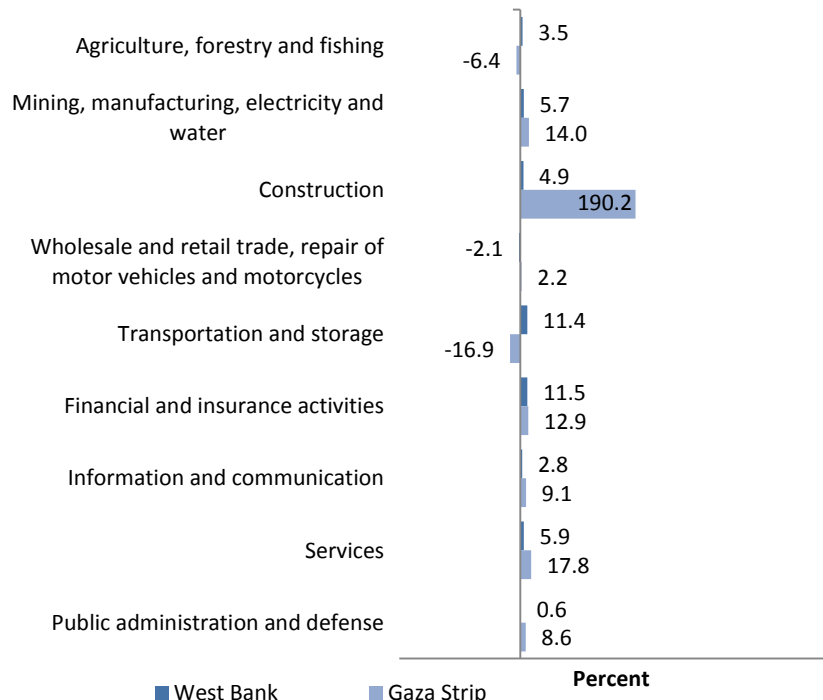 Agriculture, forestry and fishing
3.5
-6.4
Mining, manufacturing, electricity and
water
5.7
14.0
Construction
4.9
190.2
Wholesale and retail trade, repair of
motor vehicles and motorcycles
-2.1
2.2
Transportation and storage
11.4
-16.9
Financial and insurance activities
11.5
12.9
Information and communication
2.8
9.1
Services
5.9
17.8
Public administration and defense
0.6
8.6
Percent
West Bank
Gaza Strip